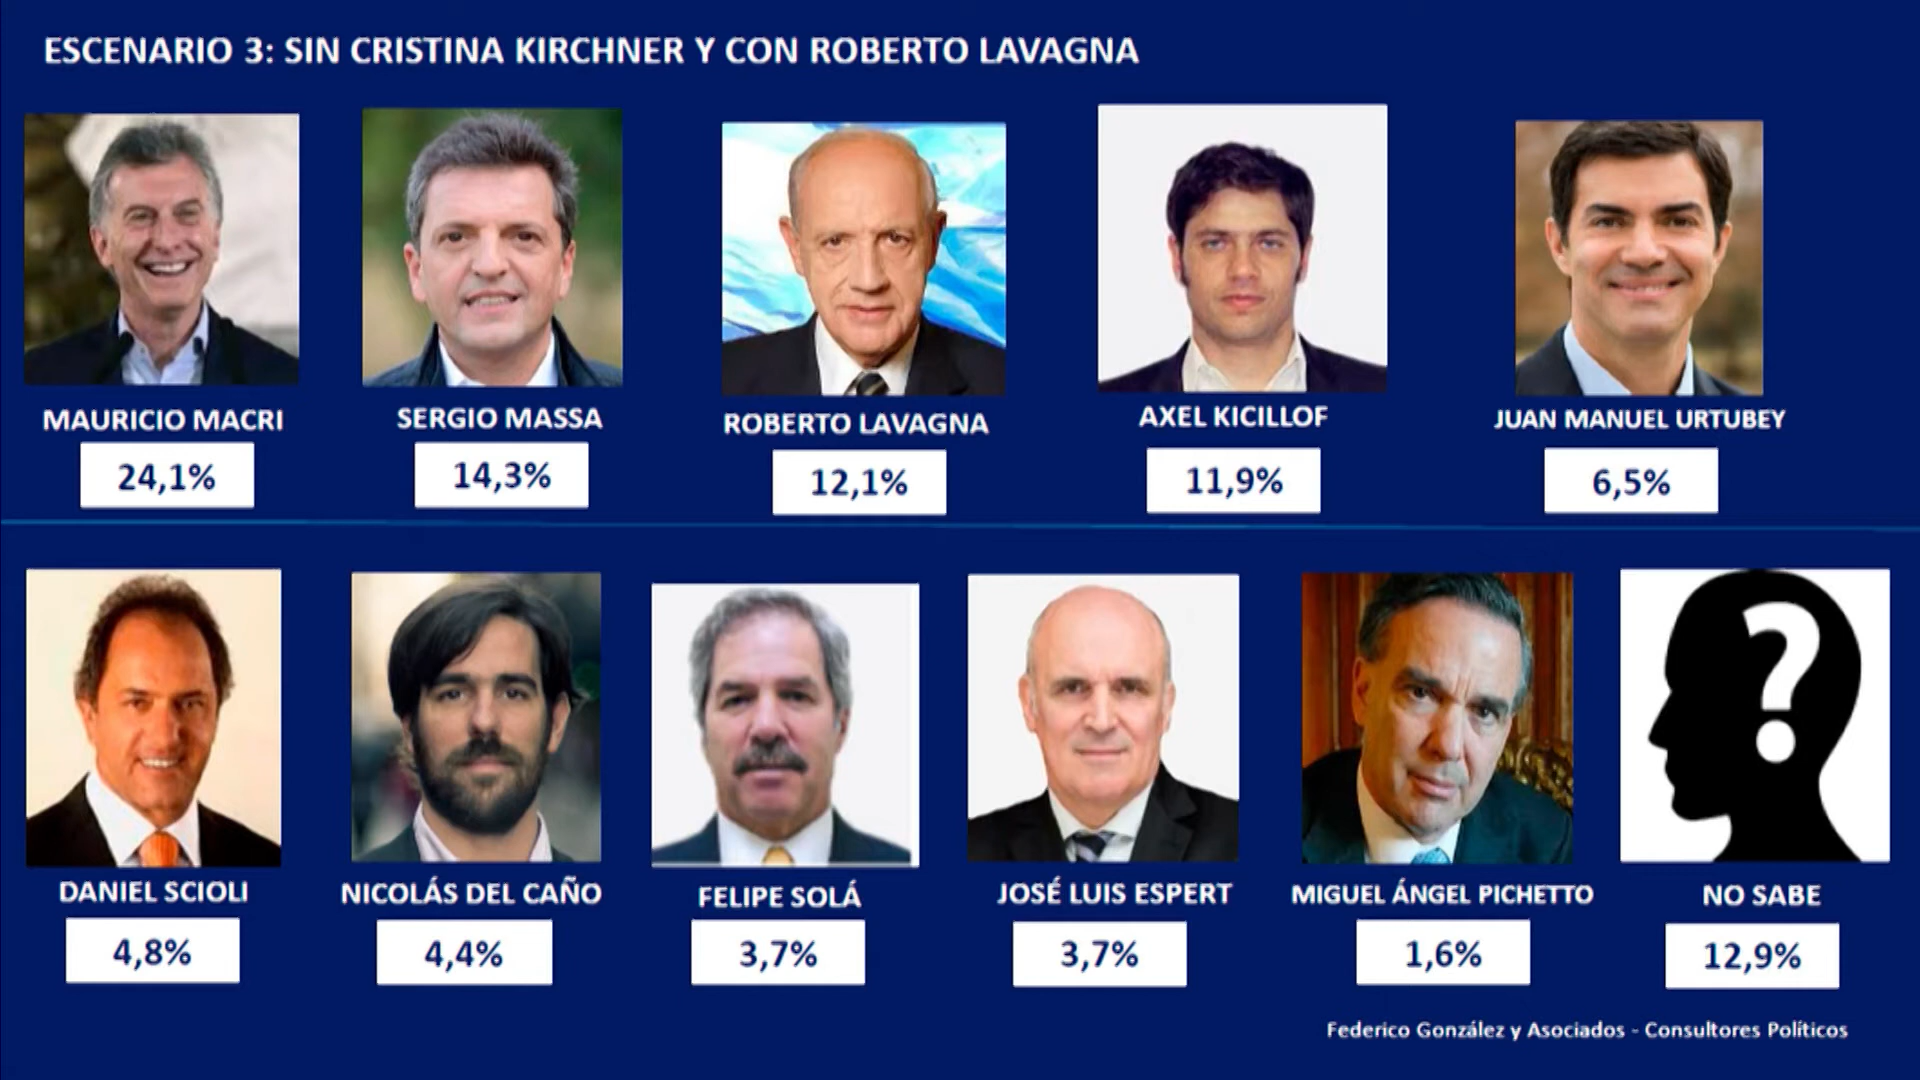 ESCENARIO 3: SIN CRISTINA KIRCHNER Y CON ROBERTO LAVAGNA
MAURICIO MACRI
24,1%
SERGIO MASSA
14,3%
ROBERTO LAVAGNA
12,1%
AXEL KICILLOF
11,9%
JUAN MANUEL URTUBEY
6,5%
DANIEL SCIOLI
4,8%
NICOLÁS DEL CAÑO
4,4%
FELIPE SOLÁ
3,7%
JOSÉ LUIS ESPERT
3,7%
MIGUEL ÁNGEL PICHETTO
1,6%
?
NO SABE
12,9%
Federico González y Asociados - Consultores Políticos